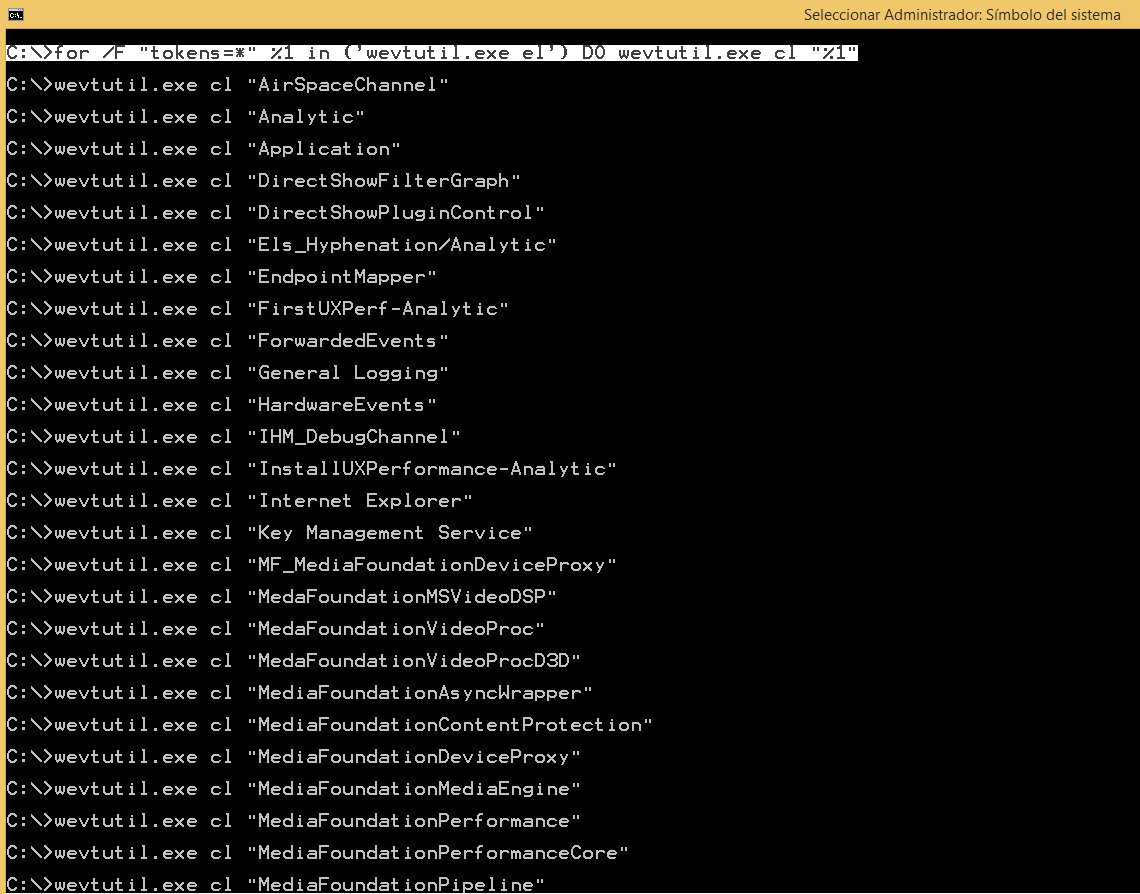 Seleccionar Administrador: Símbolo del sistema
C:\>for /F "tokens=*" %1 in ('wevtutil.exe el') DO wevtutil.exe cl "%1"
C:\>wevtutil.exe cl "AirSpaceChannel"
C:\>wevtutil.exe cl "Analytic"
C:\>wevtutil.exe cl "Application"
C:\>wevtutil.exe cl "DirectShowFilterGraph"
C:\>wevtutil.exe cl "DirectShowPluginControl"
C:\>wevtutil.exe cl "Els_Hyphenation/Analytic"
C:\>wevtutil.exe cl "EndpointMapper"
C:\>wevtutil.exe cl "FirstUXPerf-Analytic"
C:\>wevtutil.exe cl "ForwardedEvents"
C:\>wevtutil.exe cl "General Logging"
C:\>wevtutil.exe cl "HardwareEvents"
C:\>wevtutil.exe cl "IHM_DebugChannel"
C:\>wevtutil.exe cl "InstallUXPerformance-Analytic"
C:\>wevtutil.exe cl "Internet Explorer"
C:\>wevtutil.exe cl "Key Management Service"
C:\>wevtutil.exe cl "MF_MediaFoundationDeviceProxy"
C:\>wevtutil.exe cl "MedaFoundationMSVideoDSP"
C:\>wevtutil.exe cl "MedaFoundationVideoProc"
C:\>wevtutil.exe cl "MedaFoundationVideoProcD3D"
C:\>wevtutil.exe cl "MediaFoundationAsyncWrapper"
C:\>wevtutil.exe cl "MediaFoundationContentProtection"
C:\>wevtutil.exe cl "MediaFoundationDeviceProxy"
C:\>wevtutil.exe cl "MediaFoundationMediaEngine"
C:\>wevtutil.exe cl "MediaFoundationPerformance"
C:\>wevtutil.exe cl "MediaFoundationPerformanceCore"
C:\>wevtutil.exe cl "MediaFoundationPipeline"